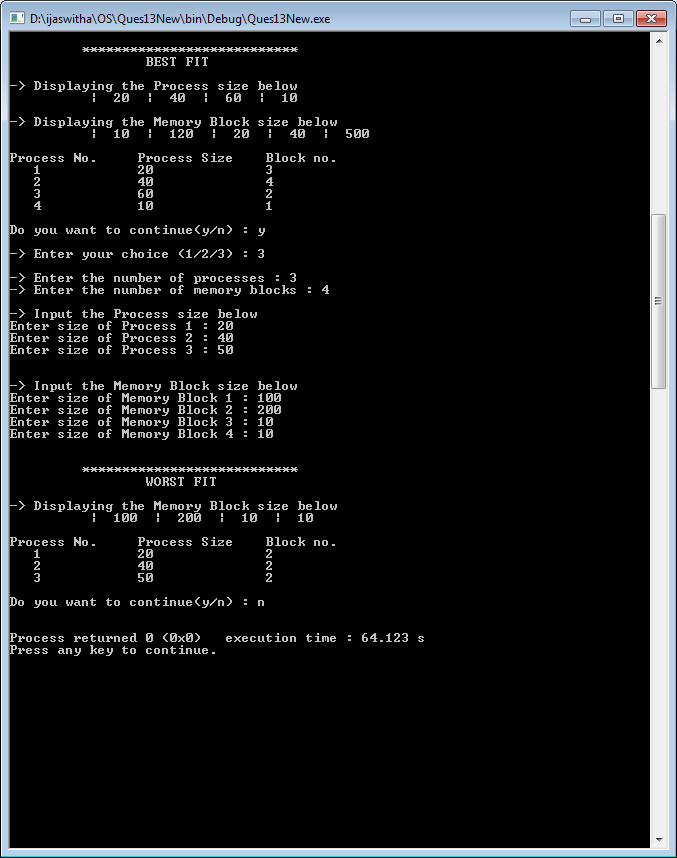 D:\ijaswitha\OS\Ques13New\bin\Debug\Ques13New.exe
***************************
BEST FIT
-> Displaying the Process size below
¦ 20 ¦ 40 ¦ 60 ¦ 10
-> Displaying the Memory Block size below
¦ 10 ¦ 120 ¦ 20 ¦ 40 ¦ 500
Process No. Process Size Block no.
1 20 3
2 40 4
3 60 2
4 10 1
Do you want to continue(y/n) : y
-> Enter your choice (1/2/3) : 3
-> Enter the number of processes : 3
-> Enter the number of memory blocks : 4
-> Input the Process size below
Enter size of Process 1 : 20
Enter size of Process 2 : 40
Enter size of Process 3 : 50
-> Input the Memory Block size below
Enter size of Memory Block 1 : 100
Enter size of Memory Block 2 : 200
Enter size of Memory Block 3 : 10
Enter size of Memory Block 4 : 10
***************************
WORST FIT
-> Displaying the Memory Block size below
¦ 100 ¦ 200 ¦ 10 ¦ 10
Process No. Process Size Block no.
1 20 2
2 40 2
3 50 2
Do you want to continue(y/n) : n
Process returned 0 (0x0) execution time : 64.123 s
Press any key to continue.